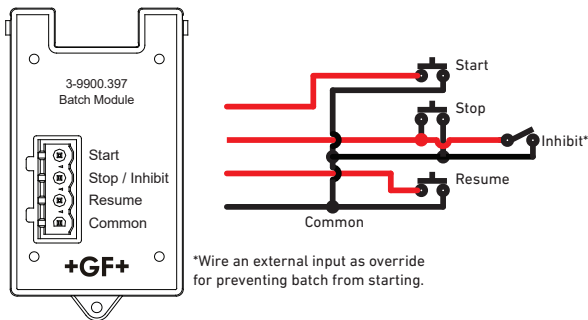 3-9900.397
Batch Module
Start
Stop / Inhibit
Resume
Common
+GF+
Start
Stop
Inhibit*
Resume
Common
*Wire an external input as override
for preventing batch from starting.